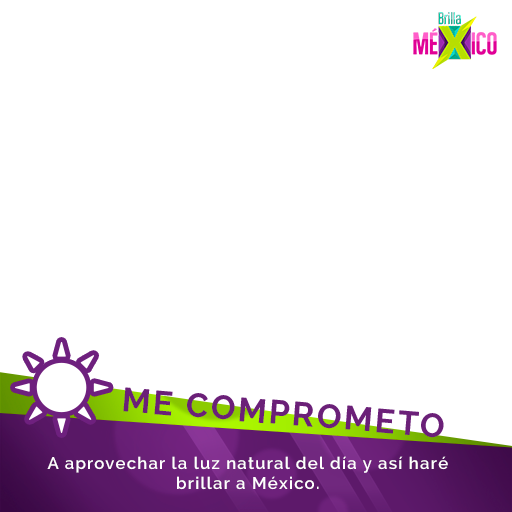 Brilla
MÉXICO
ME COMPROMETO
A aprovechar la luz natural del día y así haré
brillar a México.